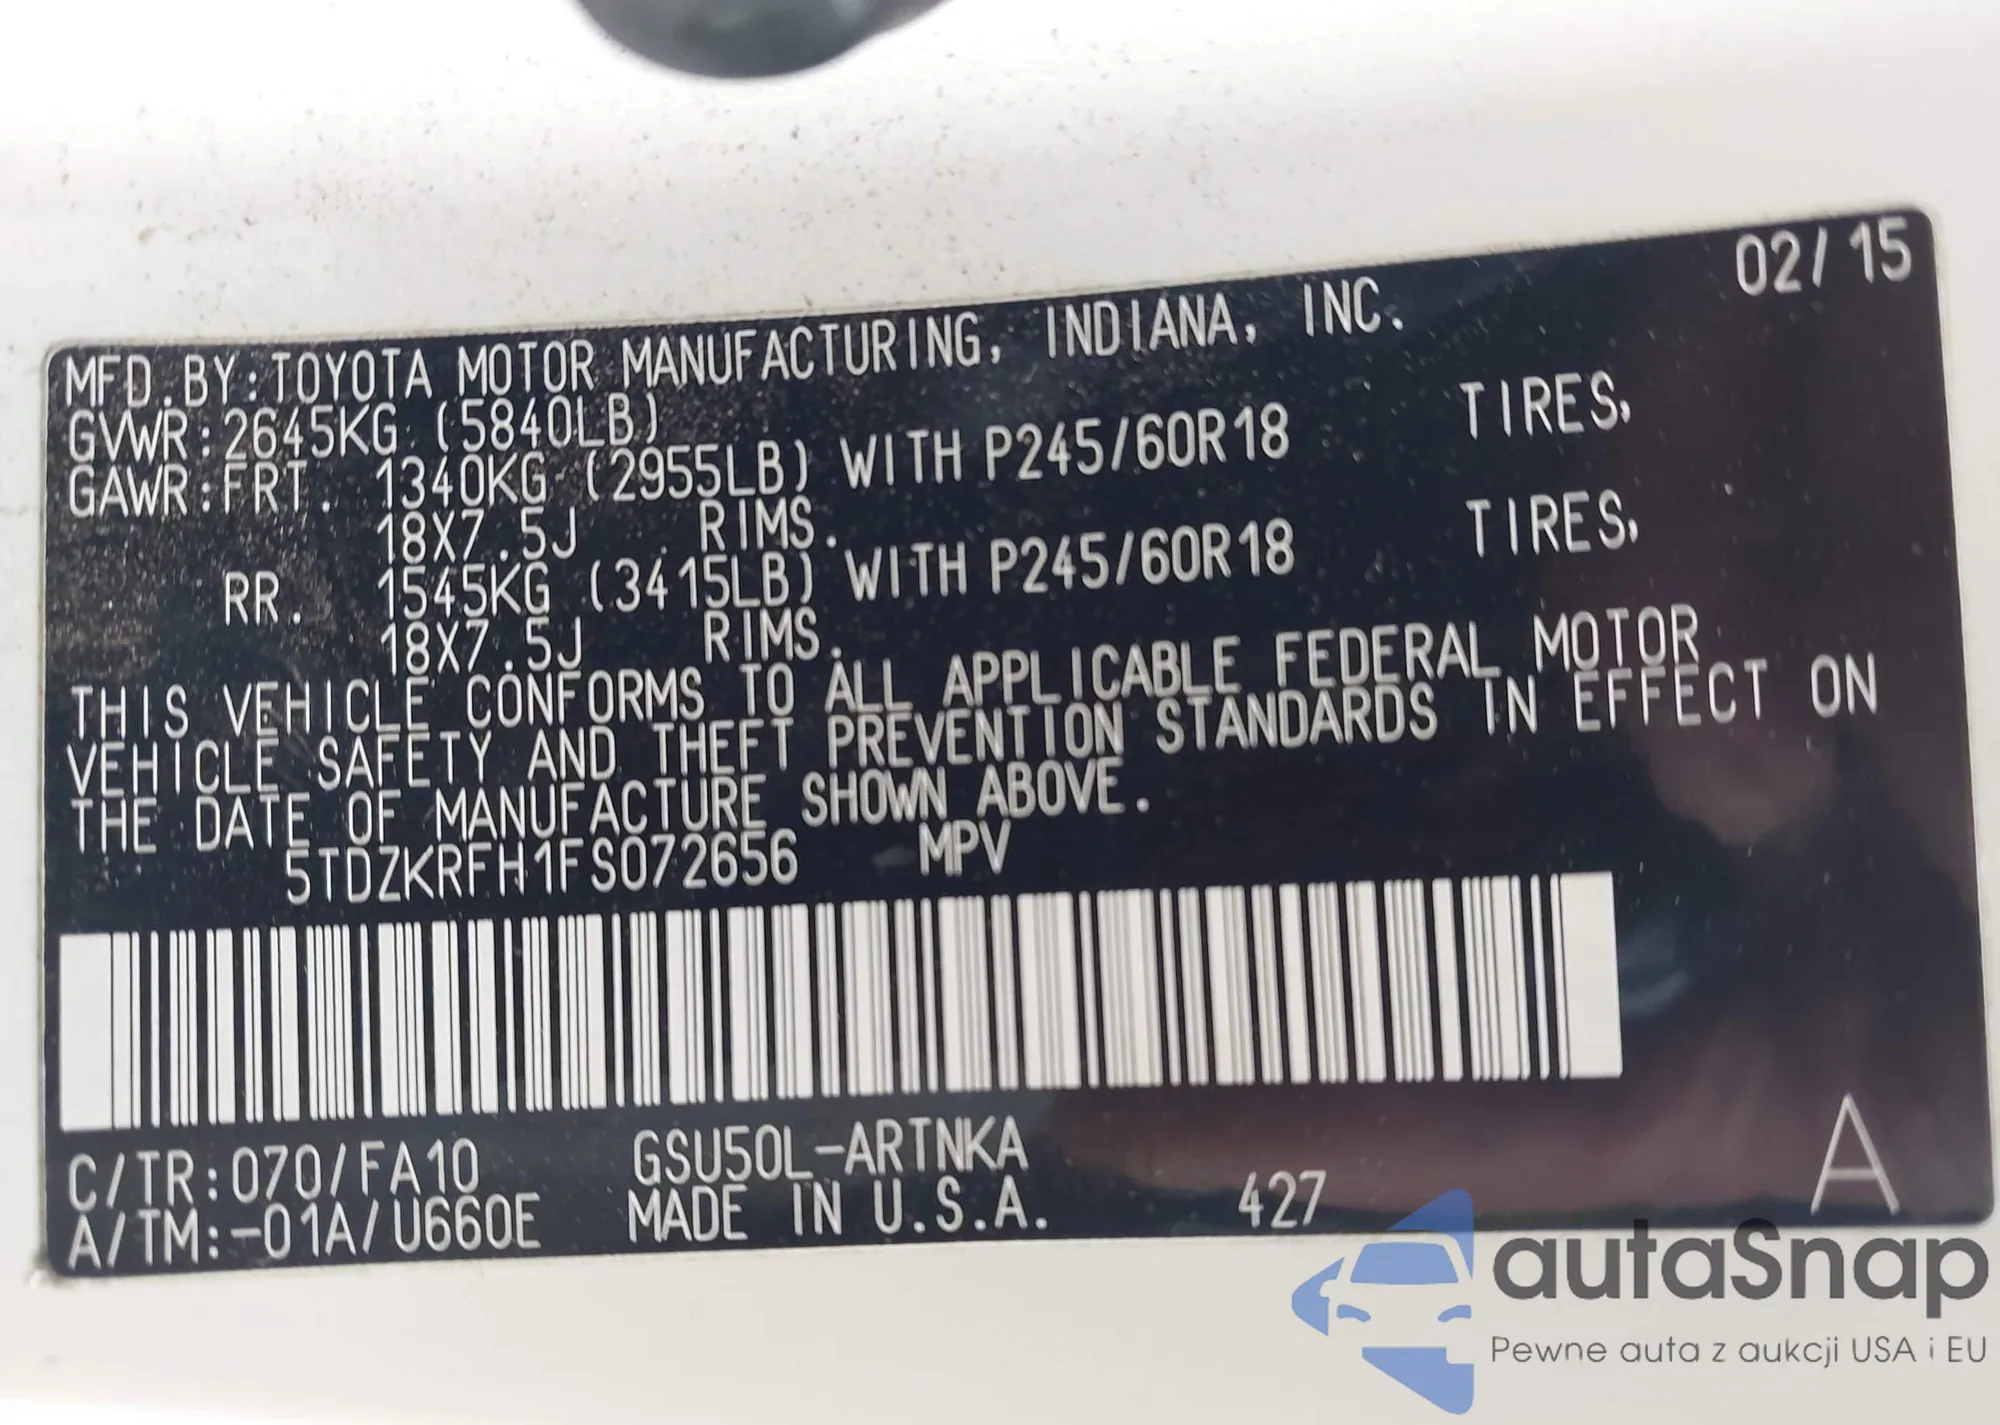 02/15
MFD.BY:TOYOTA MOTOR MANUFACTURING, INDIANA, INC.
GVWR:2645KG (5840LB)
GAWR:FRT. 1340KG (2955LB) WITH P245/60R18 TIRES,
18X7.5J RIMS.
RR. 1545KG (3415LB) WITH P245/60R18 TIRES,
18X7.5J RIMS.
THIS VEHICLE CONFORMS TO ALL APPLICABLE FEDERAL MOTOR
VEHICLE SAFETY AND THEFT PREVENTION STANDARDS IN EFFECT ON
THE DATE OF MANUFACTURE SHOWN ABOVE.
5TDZKRFH1FS072656 MPV
C/TR:070/FA10 GSU50L-ARTNKA
A/TM:-01A/U660E MADE IN U.S.A. 427 A
autaSnap
Pewne auta z aukcji USA i EU